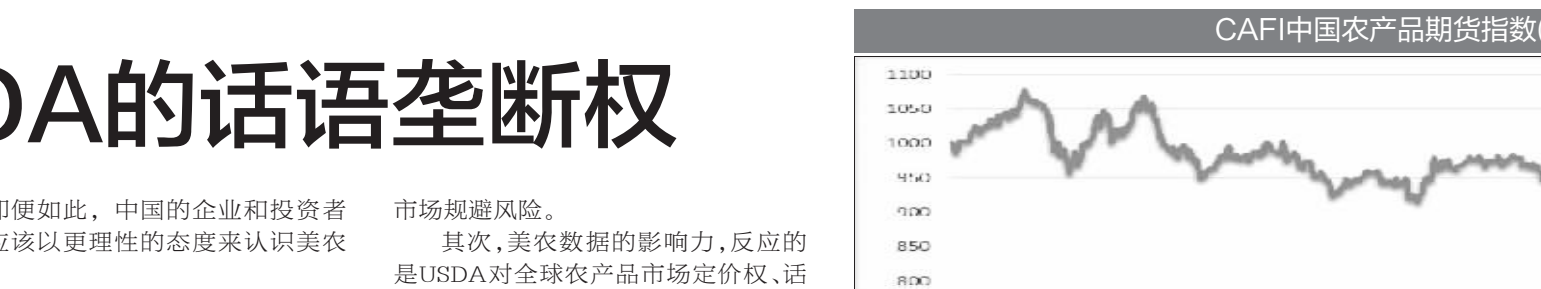 DA的话语垄断权
即便如此，中国的企业和投资者
应该以更理性的态度来认识美农
市场规避风险。
其次，美农数据的影响力，反应的
是USDA对全球农产品市场定价权、话
CAFI中国农产品期货指数(
1100
1050
1000
950
900
850
800